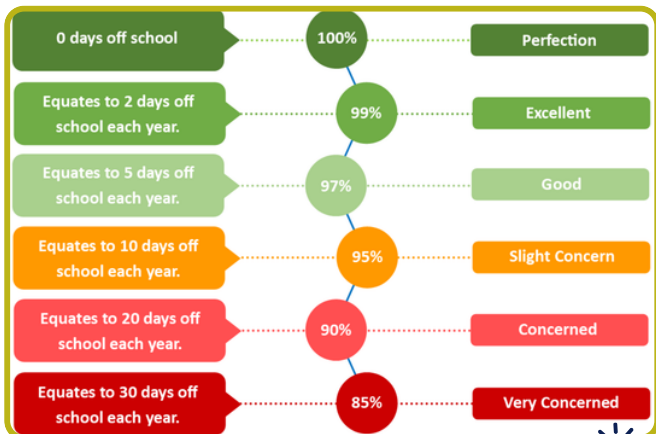 0 days off school
100%
Perfection
Equates to 2 days off
school each year.
99%
Excellent
Equates to 5 days off
school each year.
97%
Good
Equates to 10 days off
school each year.
95%
Slight Concern
Equates to 20 days off
school each year.
90%
Concerned
Equates to 30 days off
school each year.
85%
Very Concerned